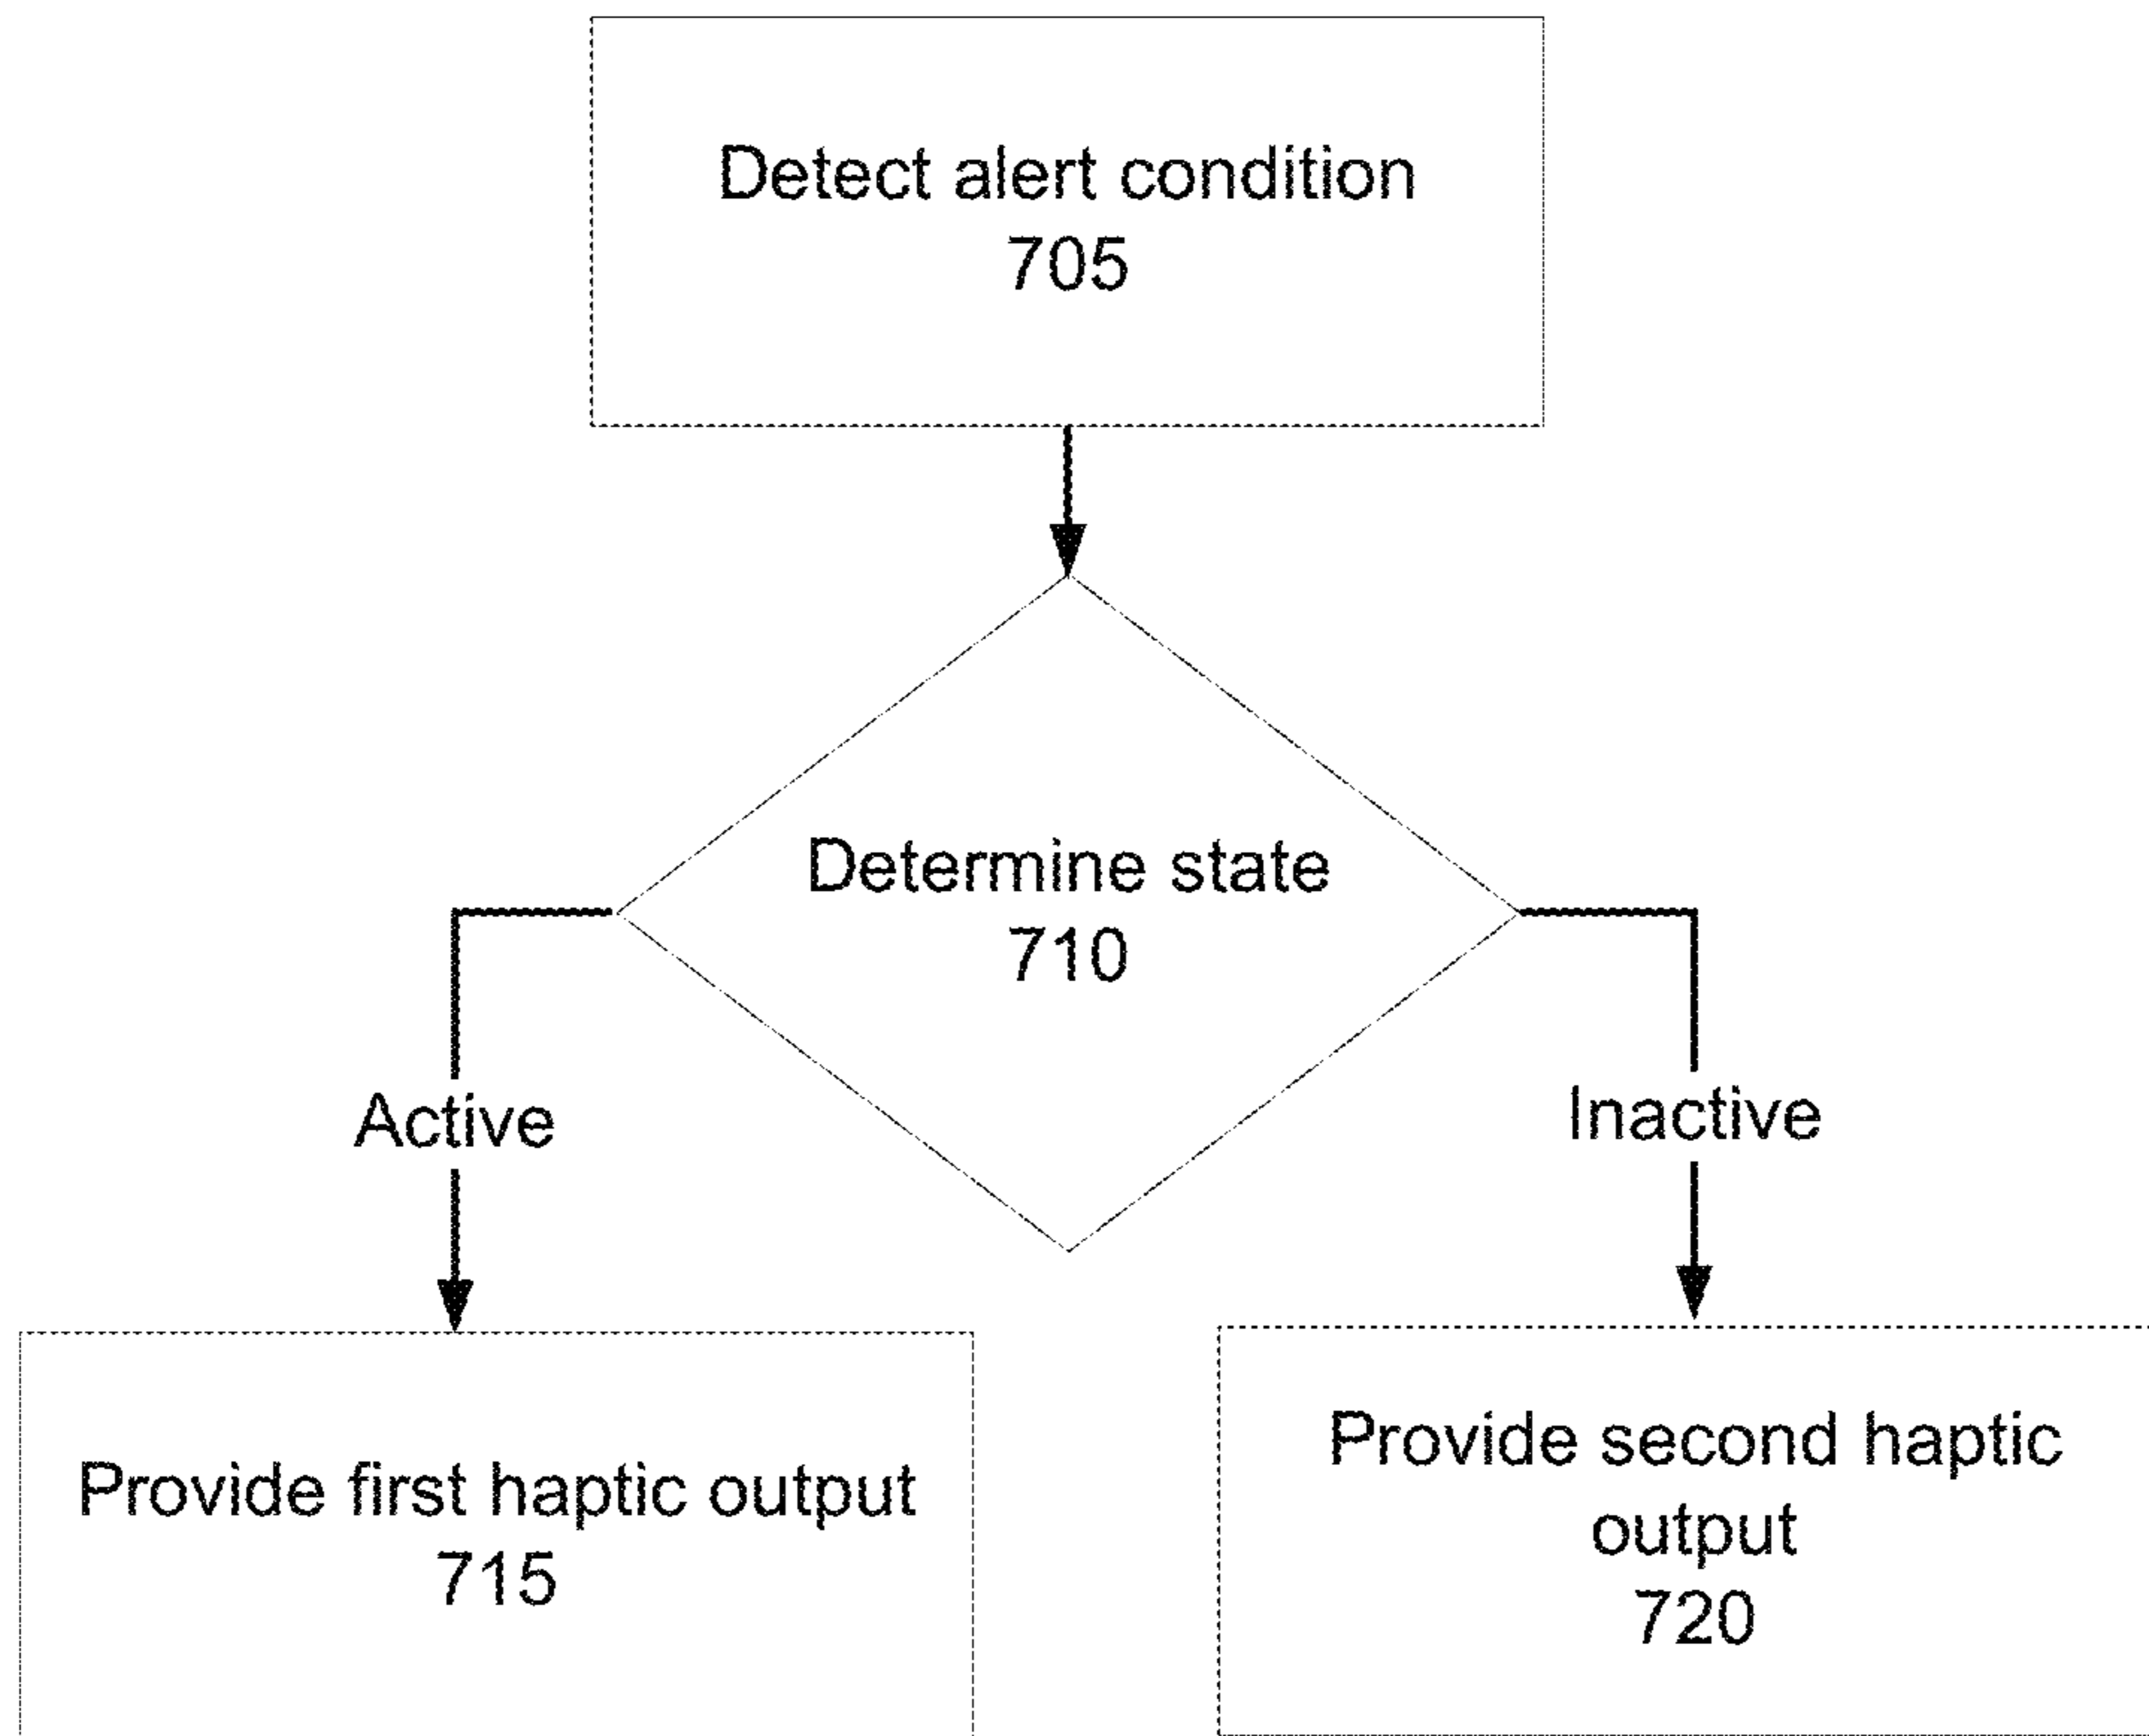 Detect alert condition
705
Determine state
710
Active
Inactive
Provide first haptic output
715
Provide second haptic
output
720